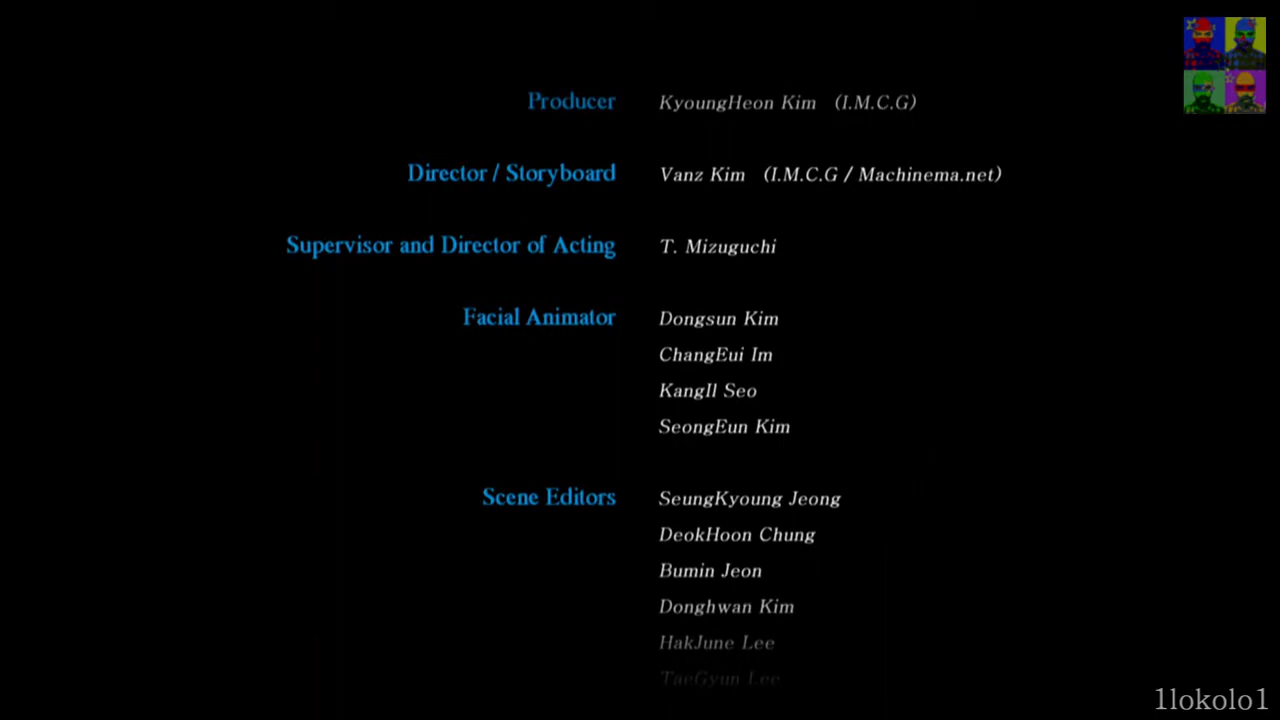 Producer KyoungHeon Kim (I.M.C.G)
Director / Storyboard Vanz Kim (I.M.C.G / Machinema.net)
Supervisor and Director of Acting T. Mizuguchi
Facial Animator Dongsun Kim
ChangEui Im
KangIl Seo
SeongEun Kim
Scene Editors SeungKyoung Jeong
DeokHoon Chung
Bumin Jeon
Donghwan Kim
HakJune Lee
TaeGyun Lee
1lokolo1